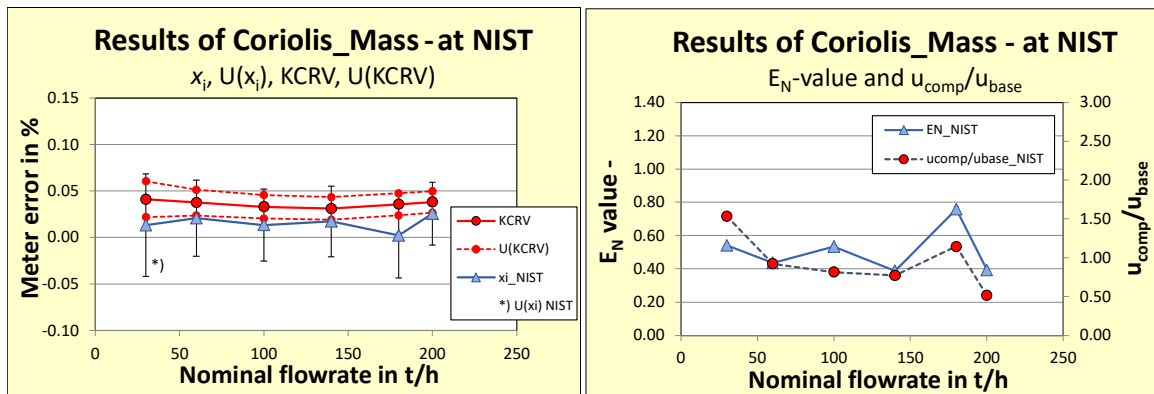 Results of Coriolis_Mass - at NIST
xi, U(xi), KCRV, U(KCRV)
Meter error in %
0.15
0.10
0.05
0.00
-0.05
-0.10
*)
KCRV
U(KCRV)
xi_NIST
*) U(xi) NIST
0 50 100 150 200 250
Nominal flowrate in t/h
Results of Coriolis_Mass - at NIST
EN-value and ucomp/ubase
EN value -
1.40
1.20
1.00
0.80
0.60
0.40
0.20
0.00
EN_NIST
ucomp/ubase_NIST
3.00
2.50
2.00
1.50
1.00
0.50
0.00
ucomp/ubase
0 50 100 150 200 250
Nominal flowrate in t/h